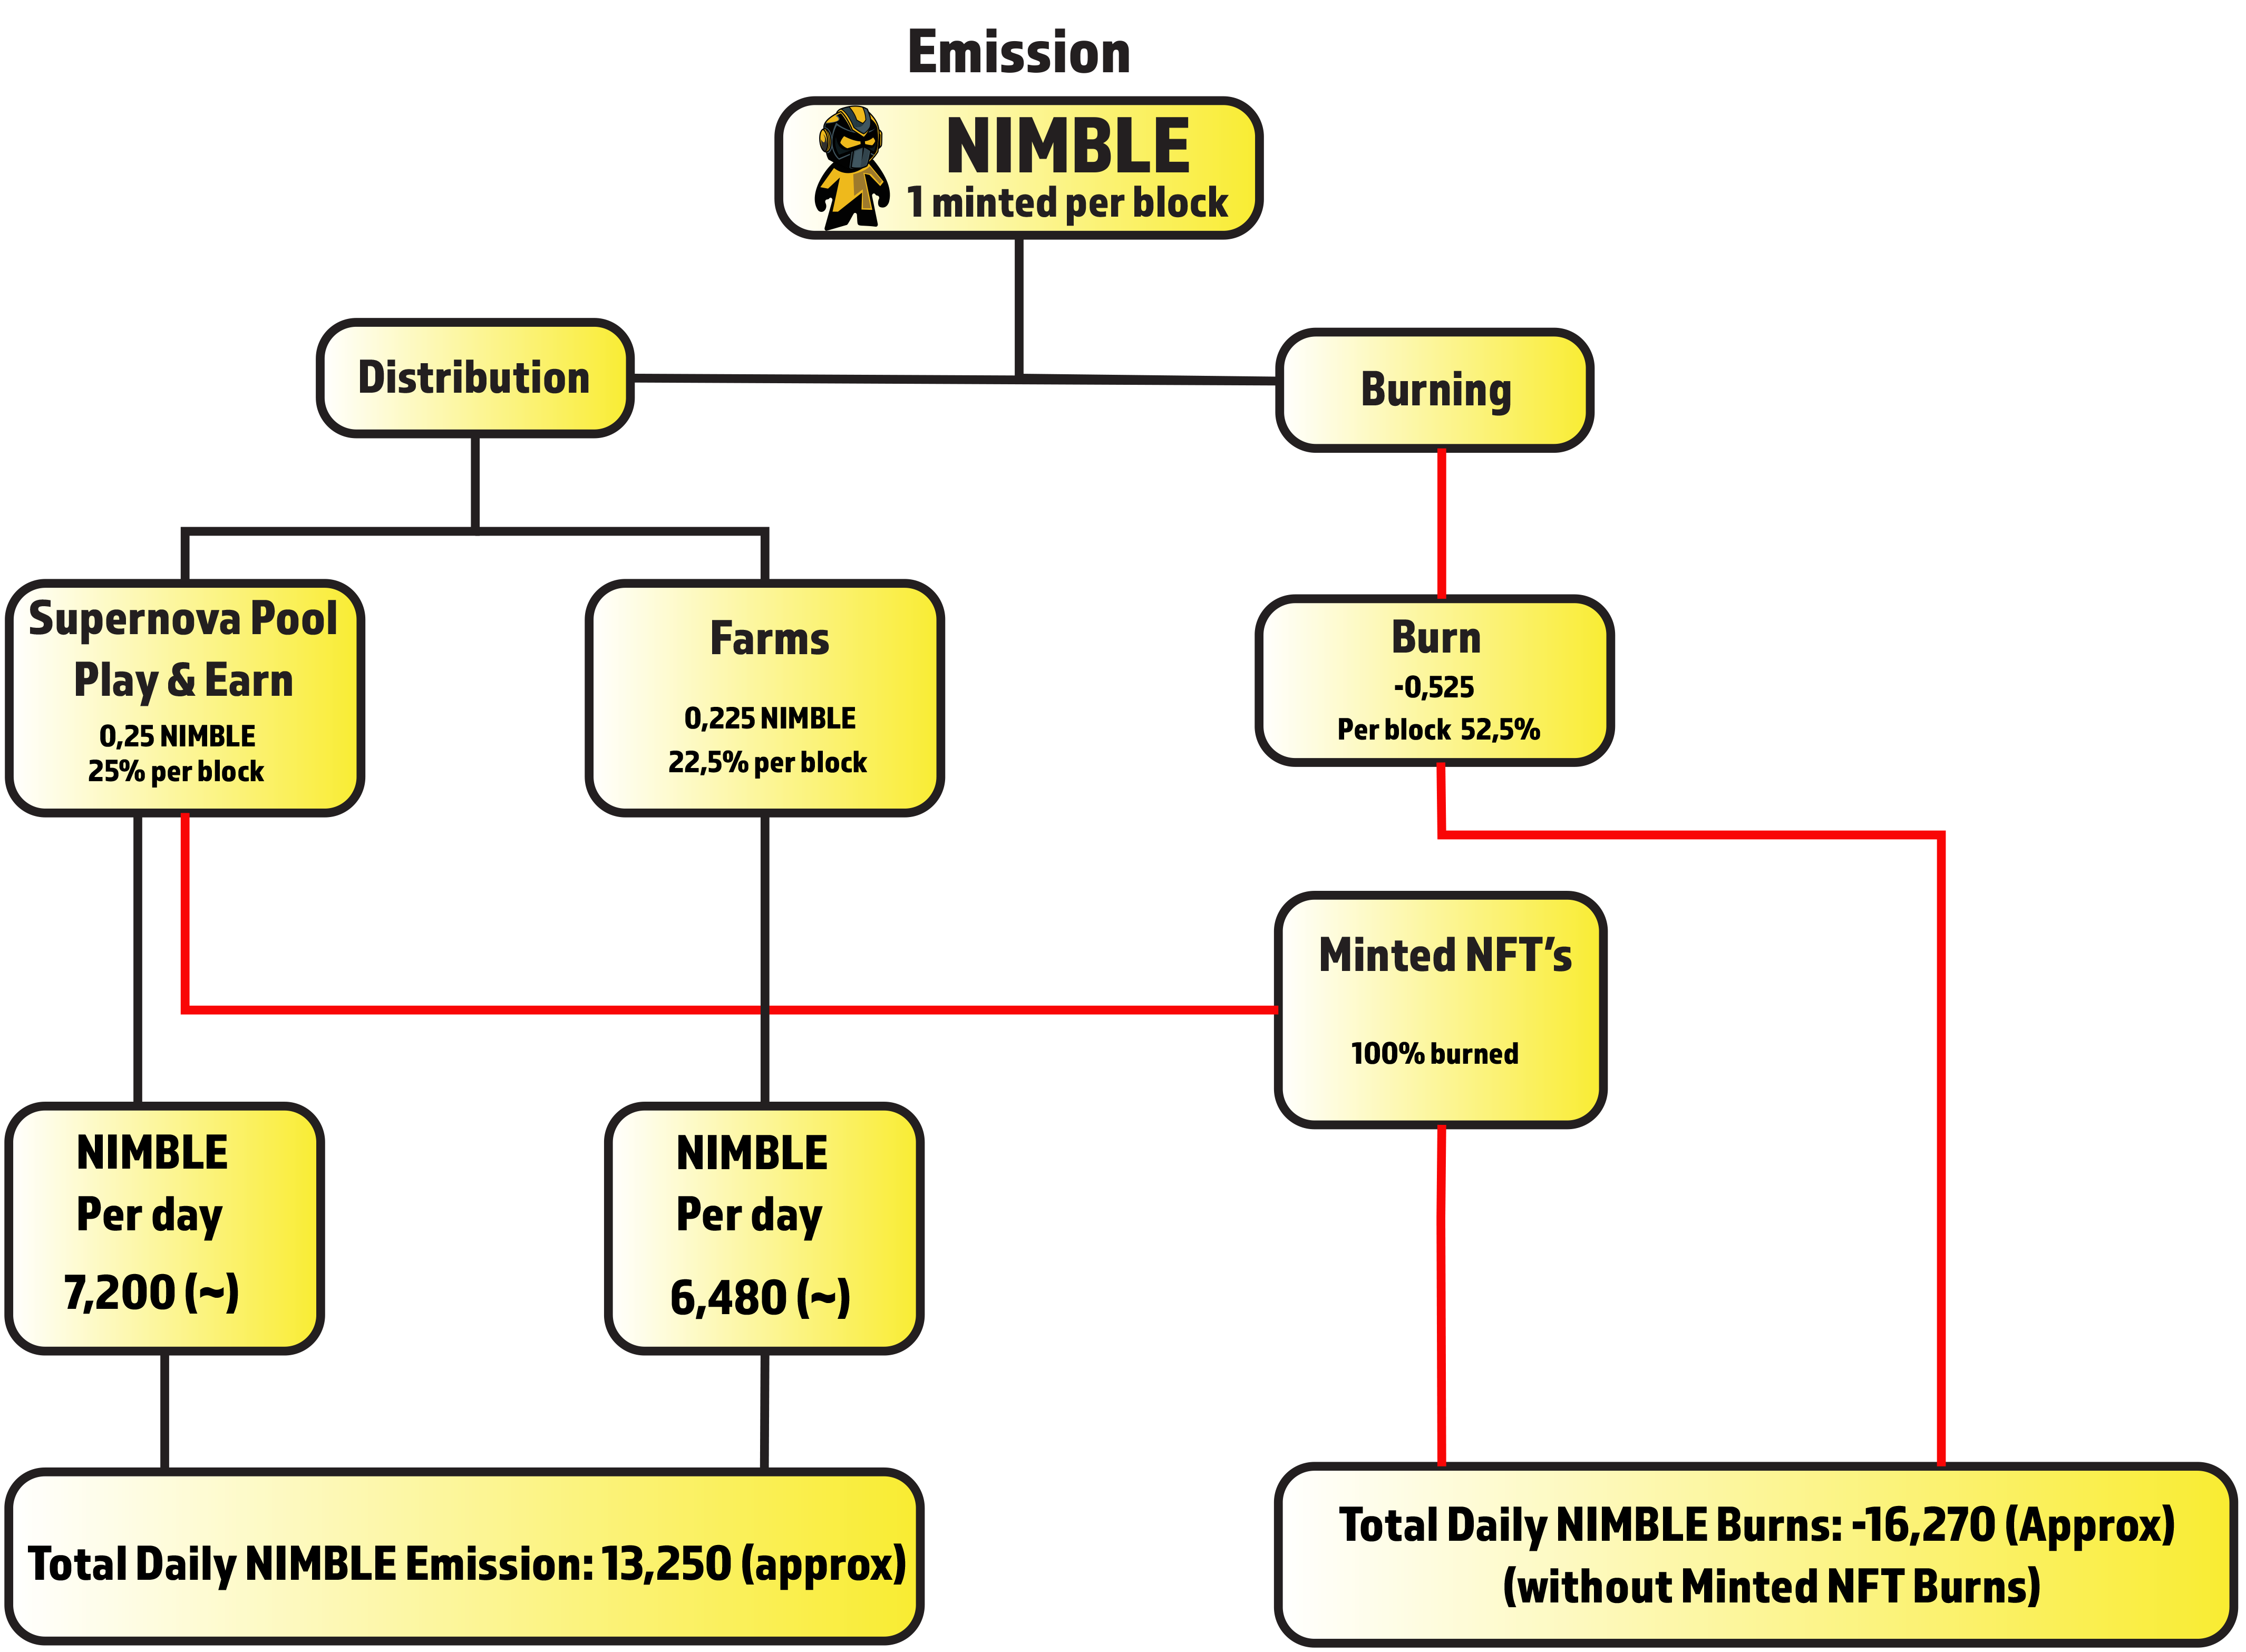 Emission
NIMBLE
1 minted per block
Distribution
Burning
Supernova Pool
Play & Earn
0,25 NIMBLE
25% per block
Farms
0,225 NIMBLE
22,5% per block
Burn
-0,525
Per block 52,5%
Minted NFT's
100% burned
NIMBLE
Per day
7,200 (~)
NIMBLE
Per day
6,480 (~)
Total Daily NIMBLE Emission: 13,250 (approx)
Total Daily NIMBLE Burns: -16,270 (Approx)
(without Minted NFT Burns)